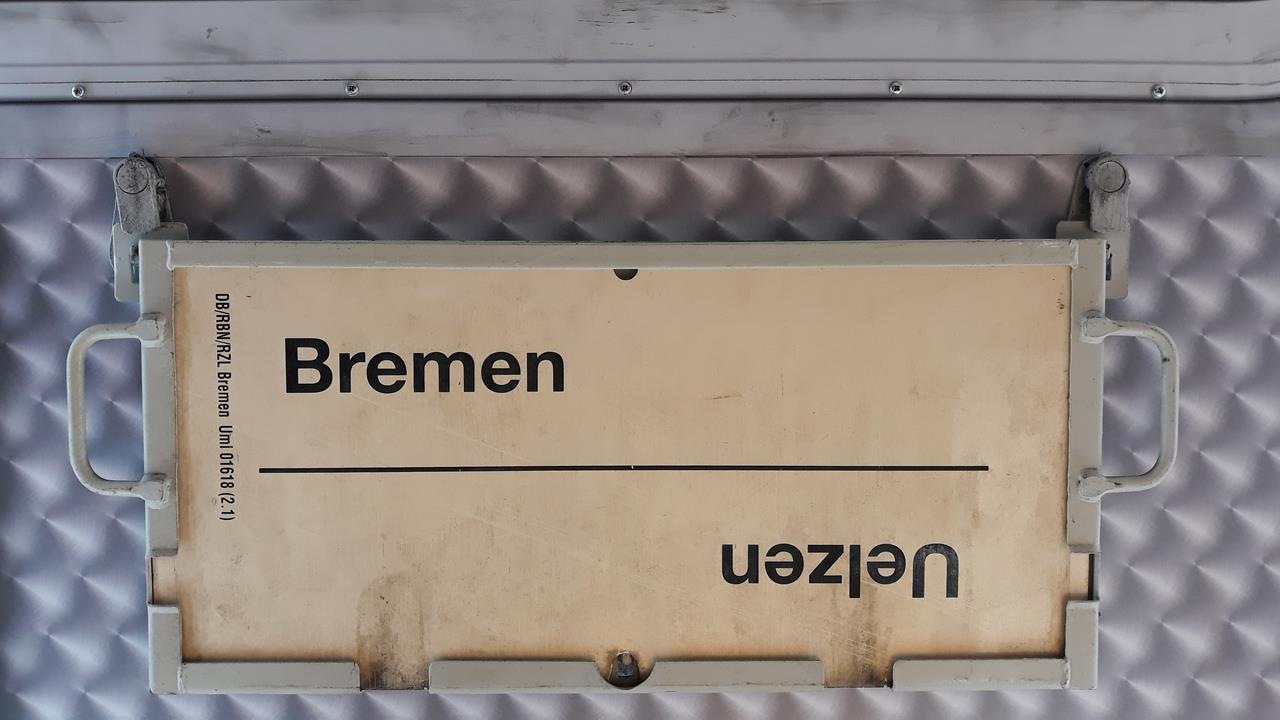 Bremen
Uelzen
DB/RBN/RZL Bremen Uml 01618 (2.1)